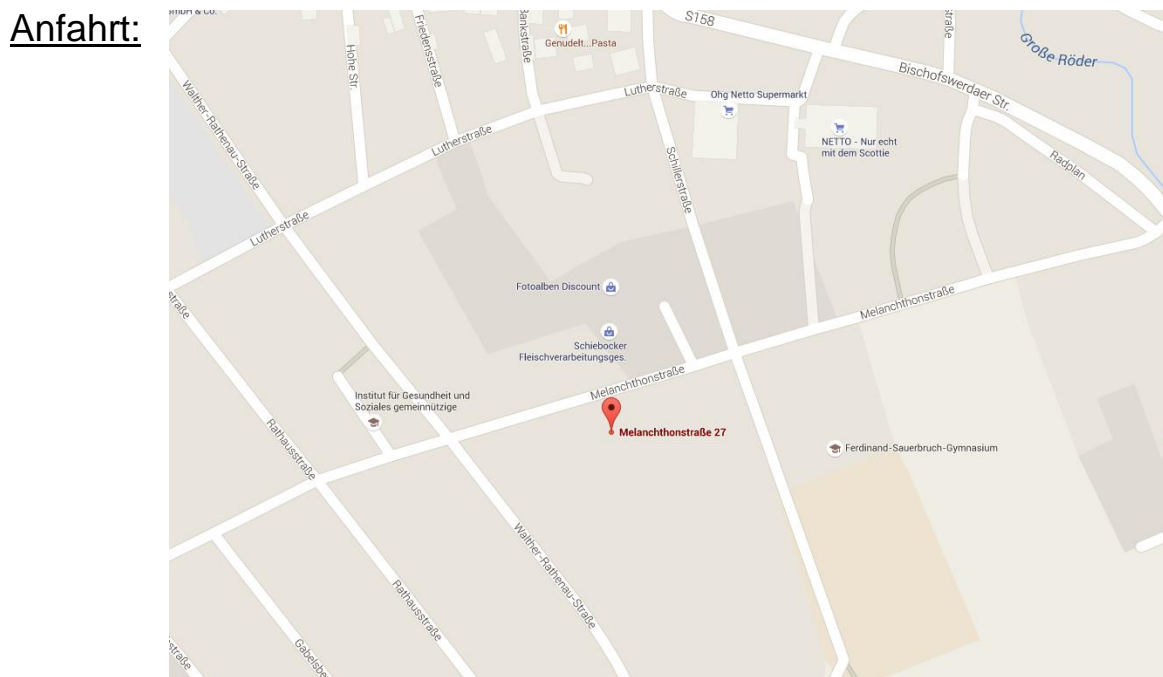 Anfahrt:
GmbH & Co.
S158
Genudelt...Pasta
Große Röder
Bischofswerdaer Str.
Hohe Str.
Friedensstraße
Bankstraße
Walther-Rathenau-Straße
Lutherstraße
Ohg Netto Supermarkt
NETTO - Nur echt
mit dem Scottie
Radplan
Lutherstraße
Schillerstraße
Lutherstraße
Fotoalben Discount
Melanchthonstraße
Schiebocker
Fleischverarbeitungsges.
Melanchthonstraße
Institut für Gesundheit und
Soziales gemeinnützige
Melanchthonstraße 27
Ferdinand-Sauerbruch-Gymnasium
Rathausstraße
Walther-Rathenau-Straße
Rathausstraße